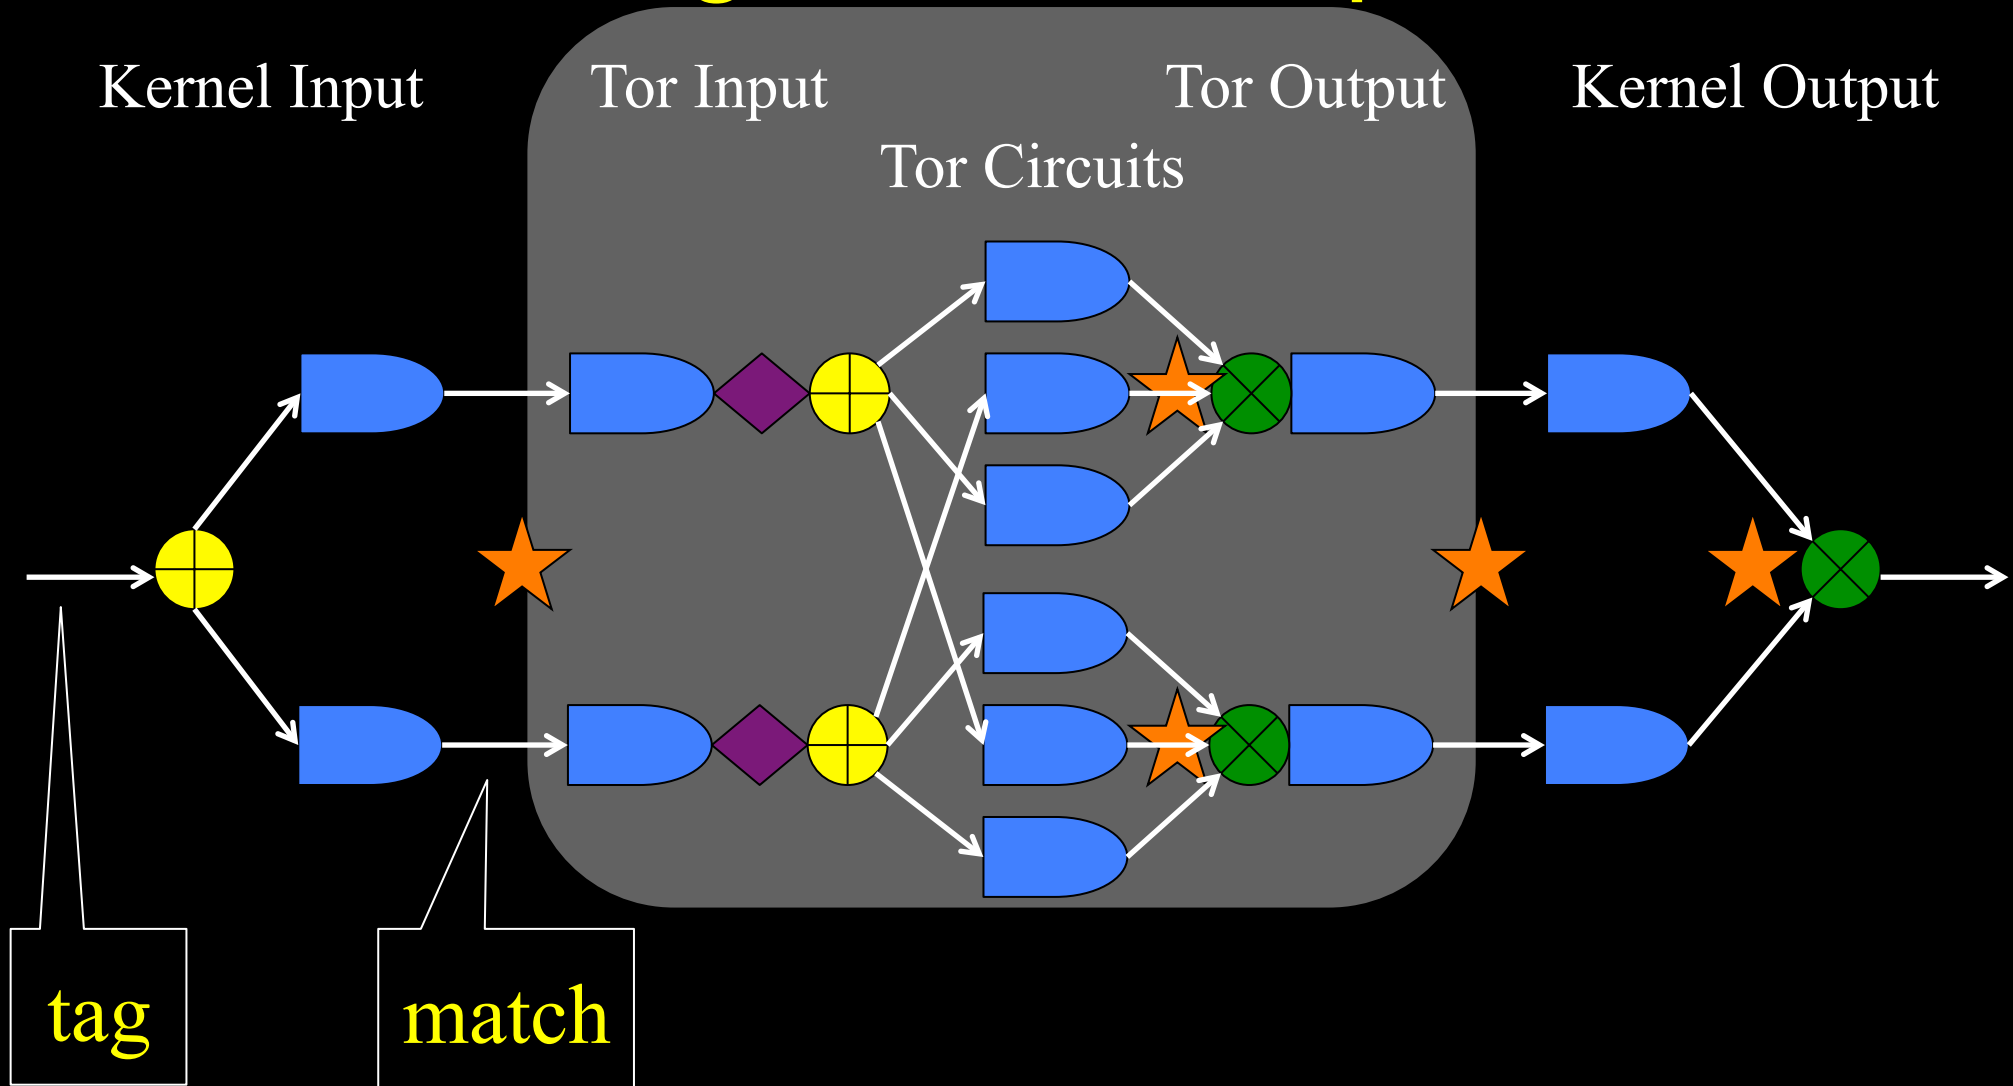 Kernel Input
Tor Input
Tor Output
Kernel Output
Tor Circuits
tag
match